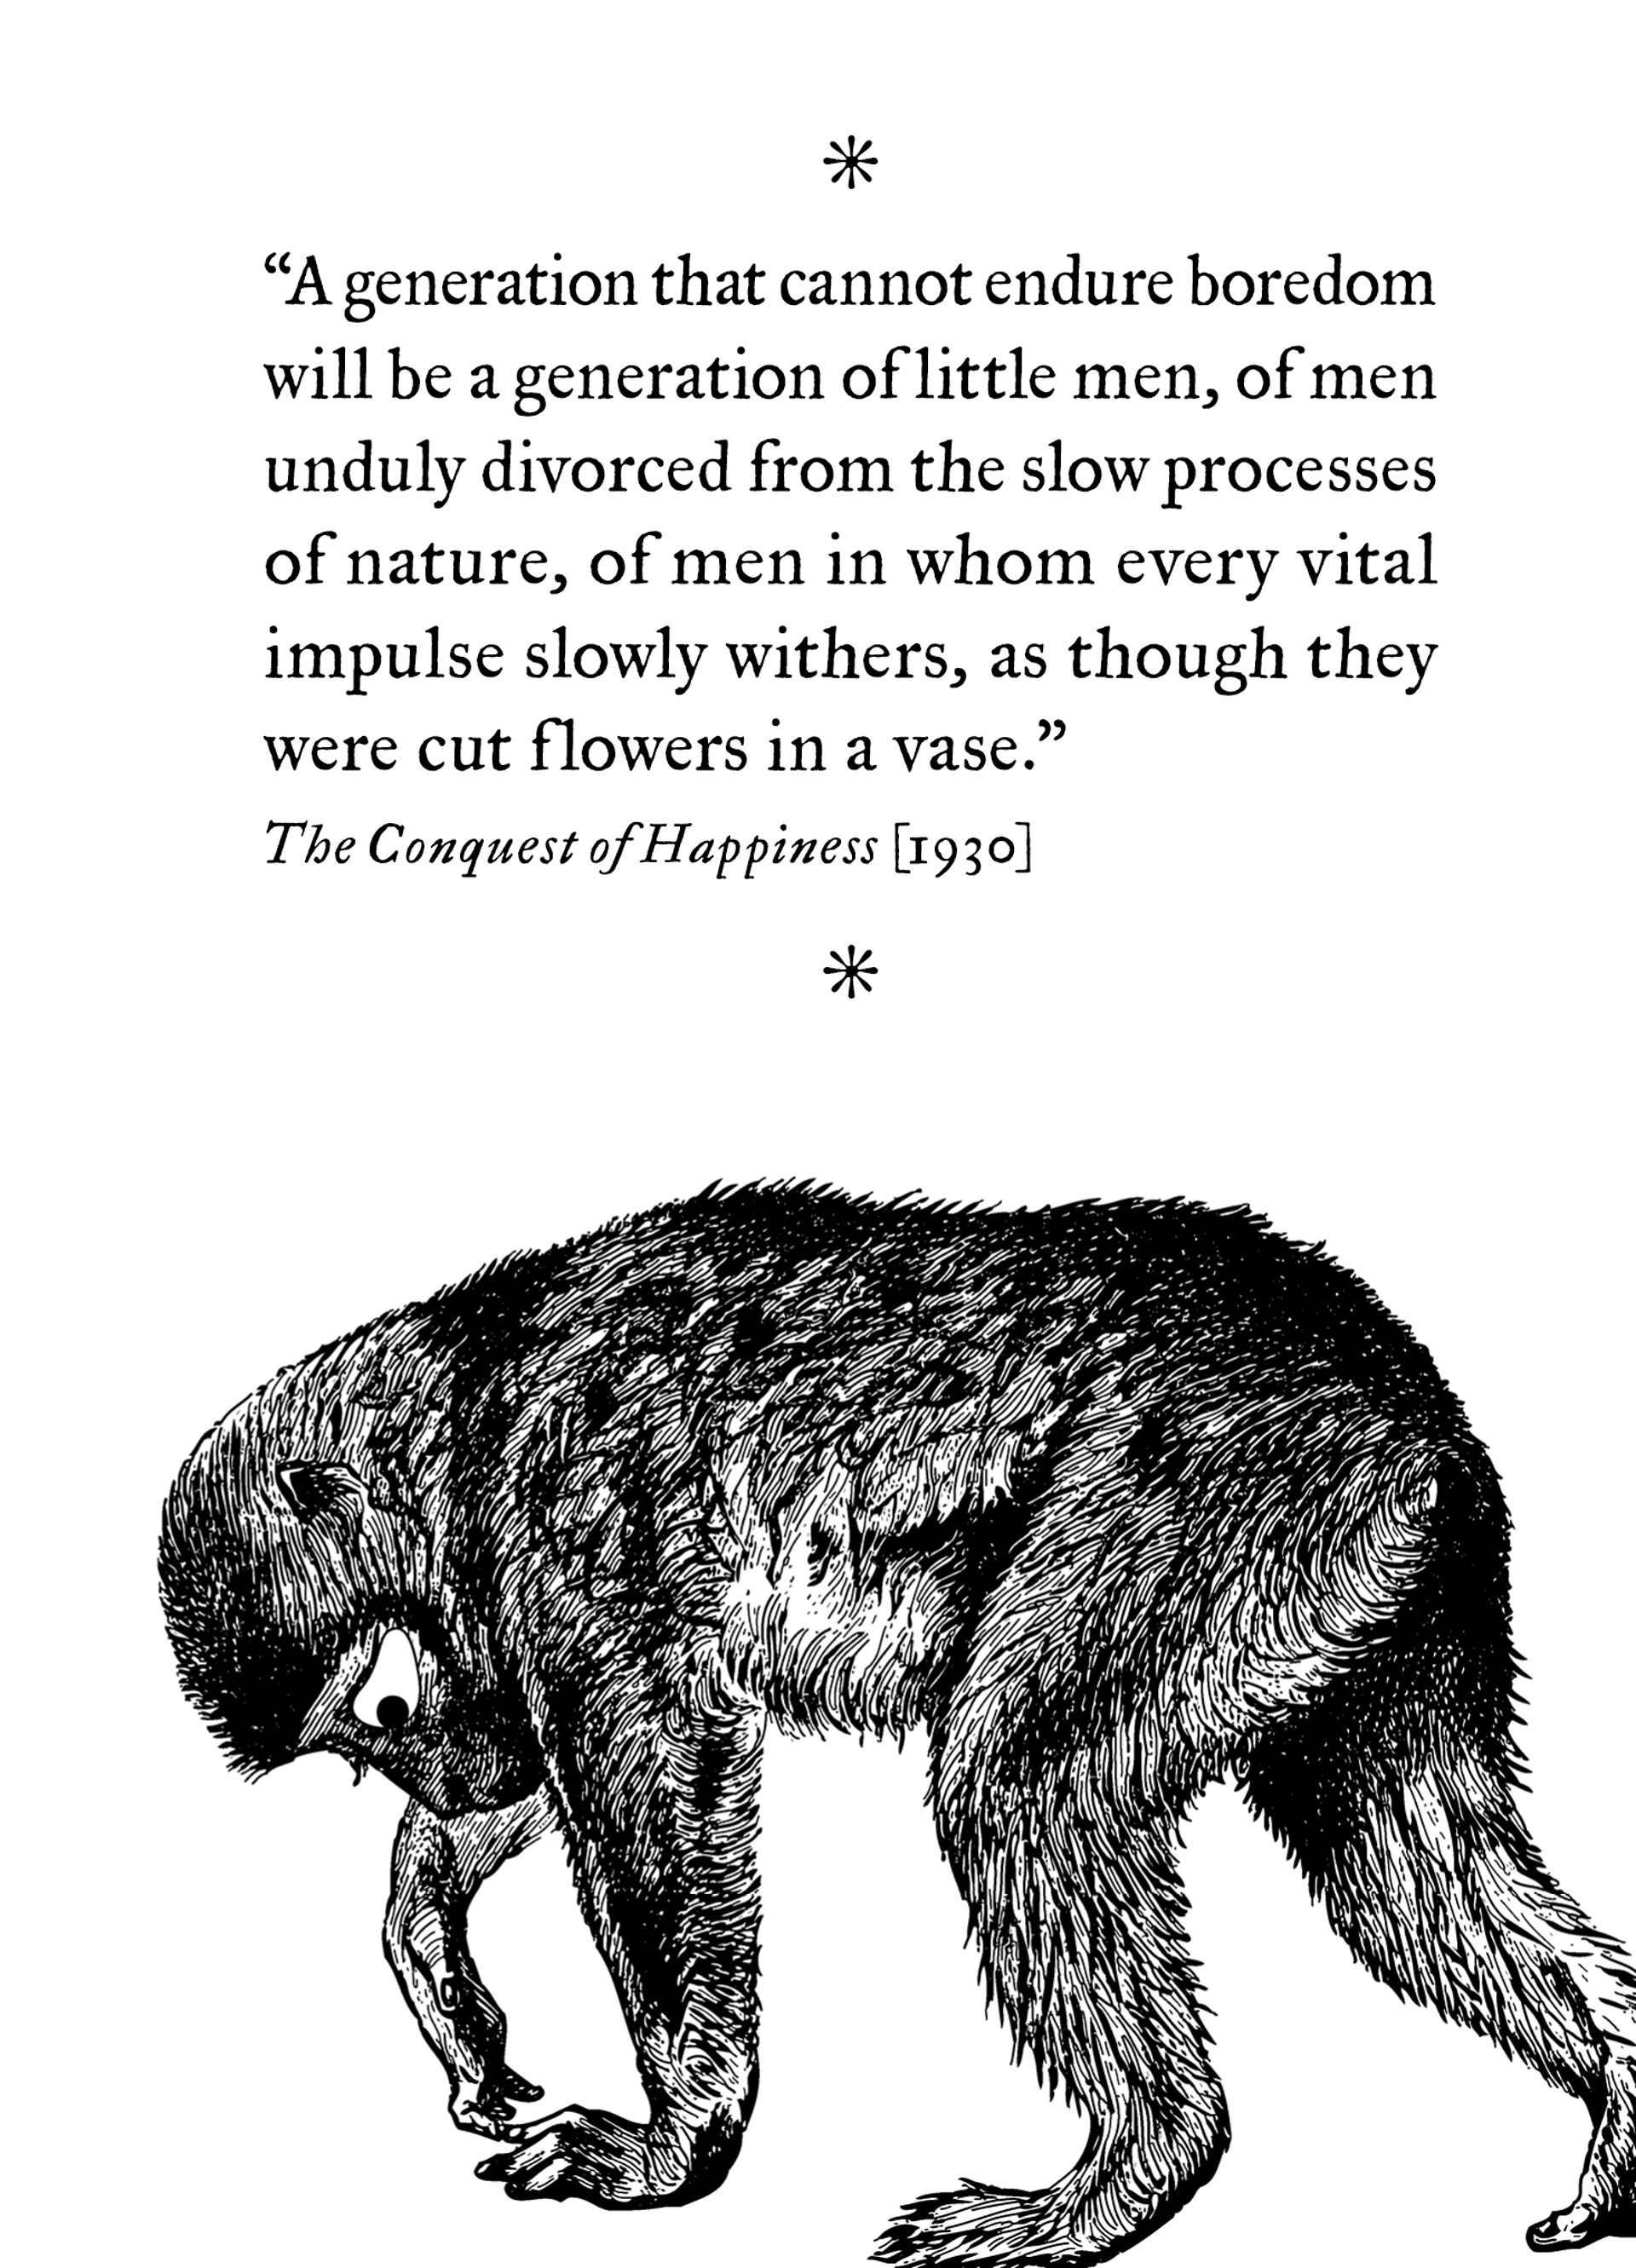 *
“A generation that cannot endure boredom
will be a generation of little men, of men
unduly divorced from the slow processes
of nature, of men in whom every vital
impulse slowly withers, as though they
were cut flowers in a vase.”
The Conquest of Happiness [1930]
*